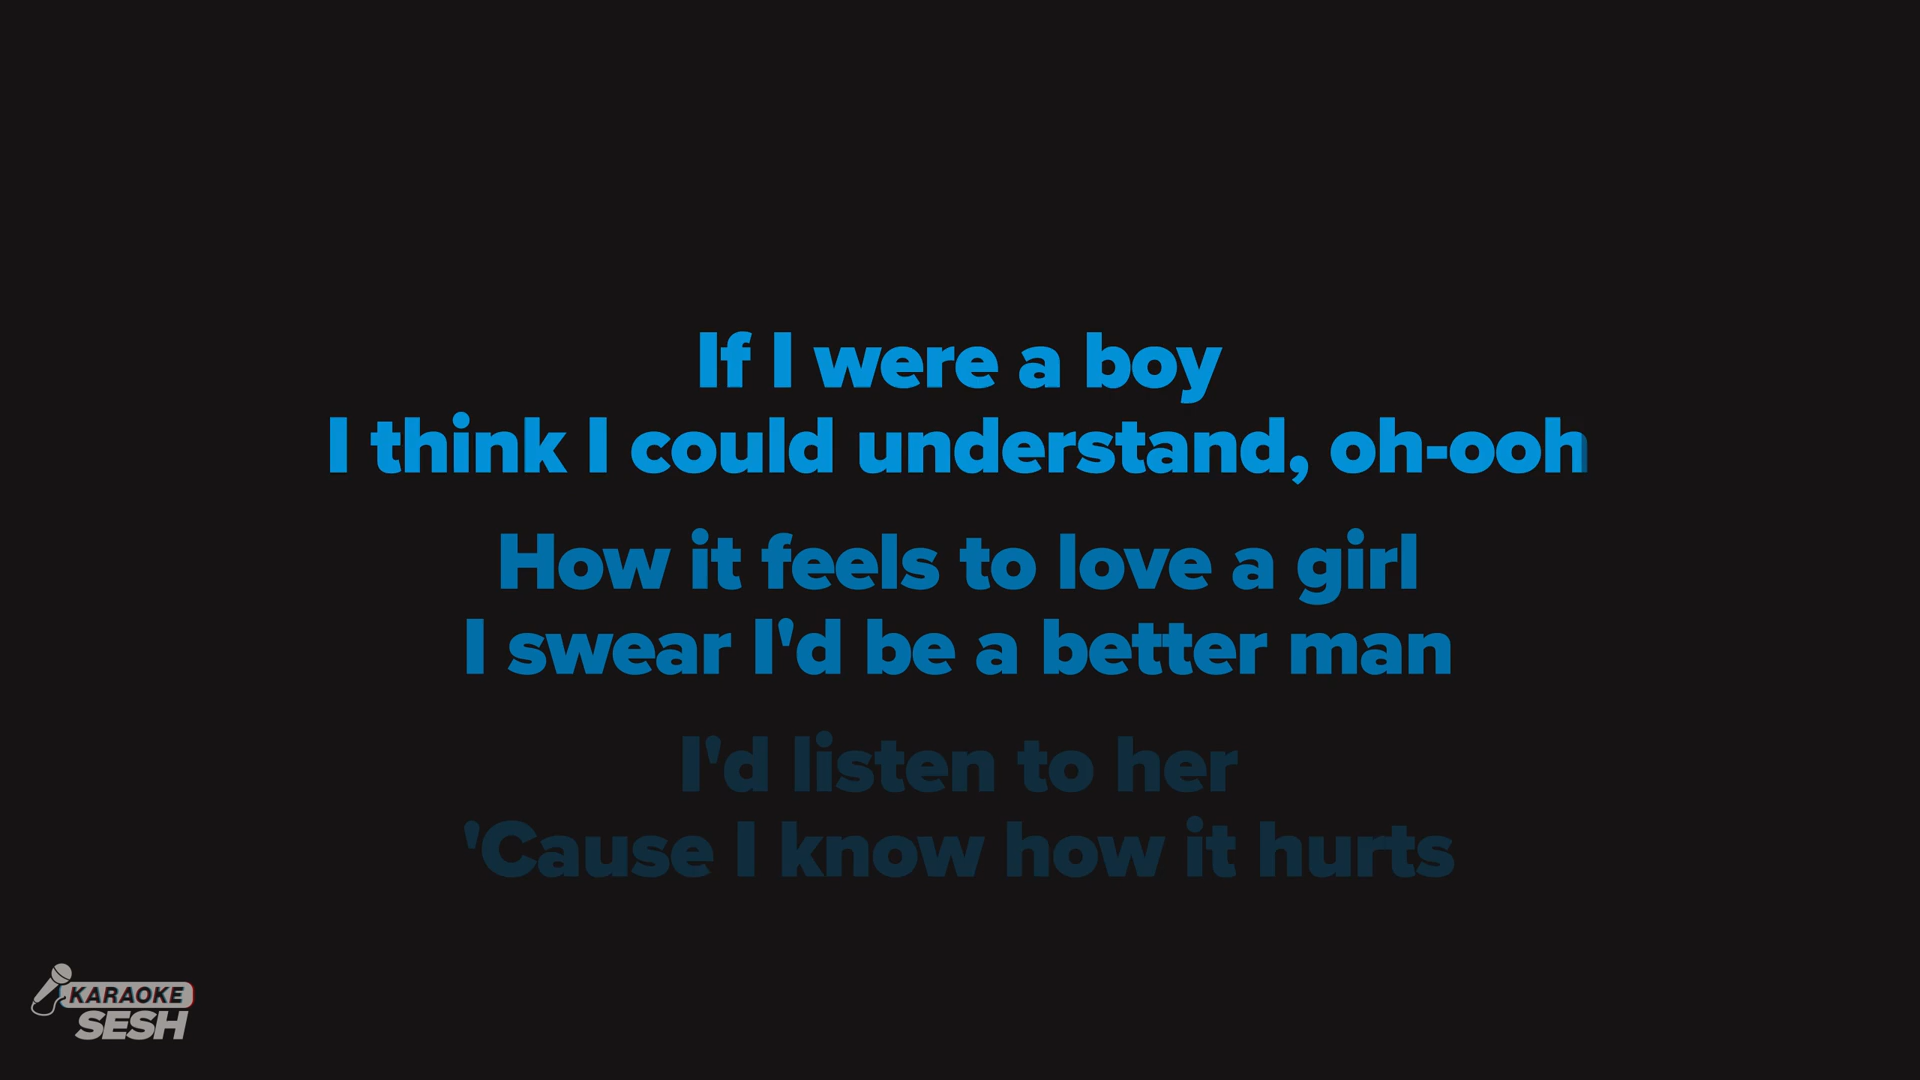 If I were a boy
I think I could understand, oh-ooh
How it feels to love a girl
I swear I'd be a better man
I'd listen to her
'Cause I know how it hurts
KARAOKE
SESH